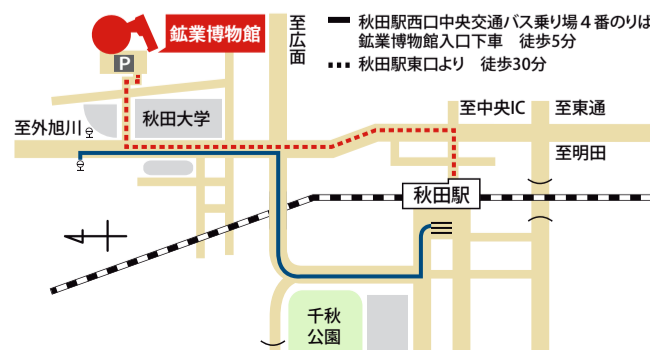 秋田駅西口中央交通バス乗り場4番のりば
鉱業博物館入口下車 徒歩5分
秋田駅東口より 徒歩30分
鉱業博物館
P
至広面
秋田大学
至外旭川
至中央IC
至東通
至明田
秋田駅
千秋
公園